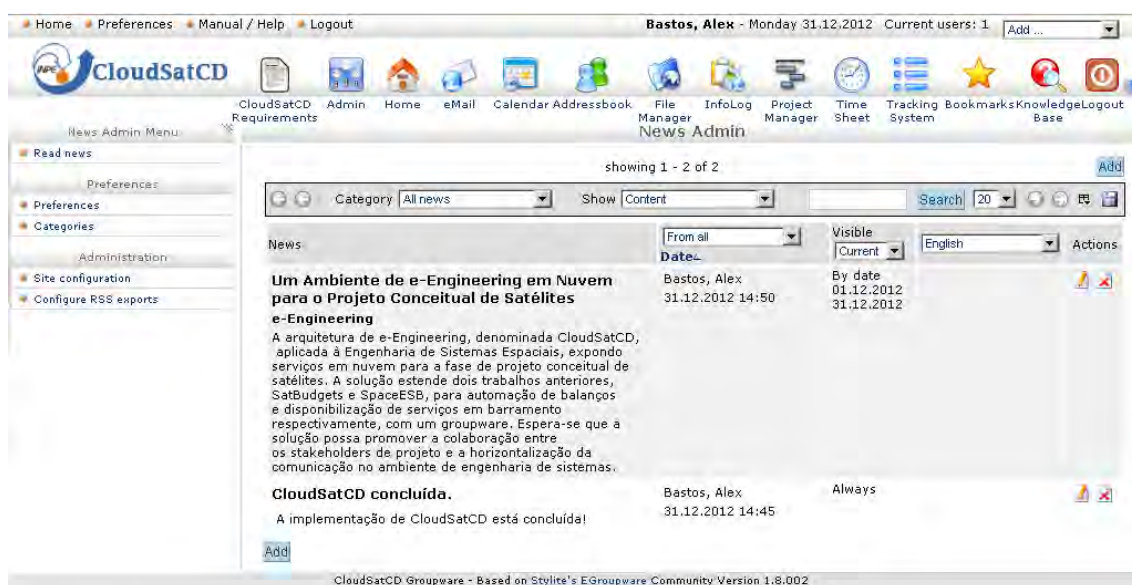 Home Preferences Manual / Help Logout
Bastos, Alex - Monday 31.12.2012 Current users: 1 Add ...
INPE CloudSatCD
CloudSatCD Requirements Admin Home eMail Calendar Addressbook File Manager InfoLog Project Manager Time Sheet Tracking System Bookmarks Knowledge Base Logout
News Admin Menu
Read news
Preferences
Preferences
Categories
Administration
Site configuration
Configure RSS exports
News Admin
showing 1 - 2 of 2
Add
Category All news Show Content Search 20
News From all Visible English Actions
Date Current
Um Ambiente de e-Engineering em Nuvem
para o Projeto Conceitual de Satélites
e-Engineering
A arquitetura de e-Engineering, denominada CloudSatCD,
aplicada à Engenharia de Sistemas Espaciais, expondo
serviços em nuvem para a fase de projeto conceitual de
satélites. A solução estende dois trabalhos anteriores,
SatBudgets e SpaceESB, para automação de balanços
e disponibilização de serviços em barramento
respectivamente, com um groupware. Espera-se que a
solução possa promover a colaboração entre
os stakeholders de projeto e a horizontalização da
comunicação no ambiente de engenharia de sistemas.
Bastos, Alex
31.12.2012 14:50
By date
01.12.2012
31.12.2012
CloudSatCD concluída.
A implementação de CloudSatCD está concluída!
Bastos, Alex
31.12.2012 14:45
Always
Add
CloudSatCD Groupware - Based on Stylite's EGroupware Community Version 1.8.002